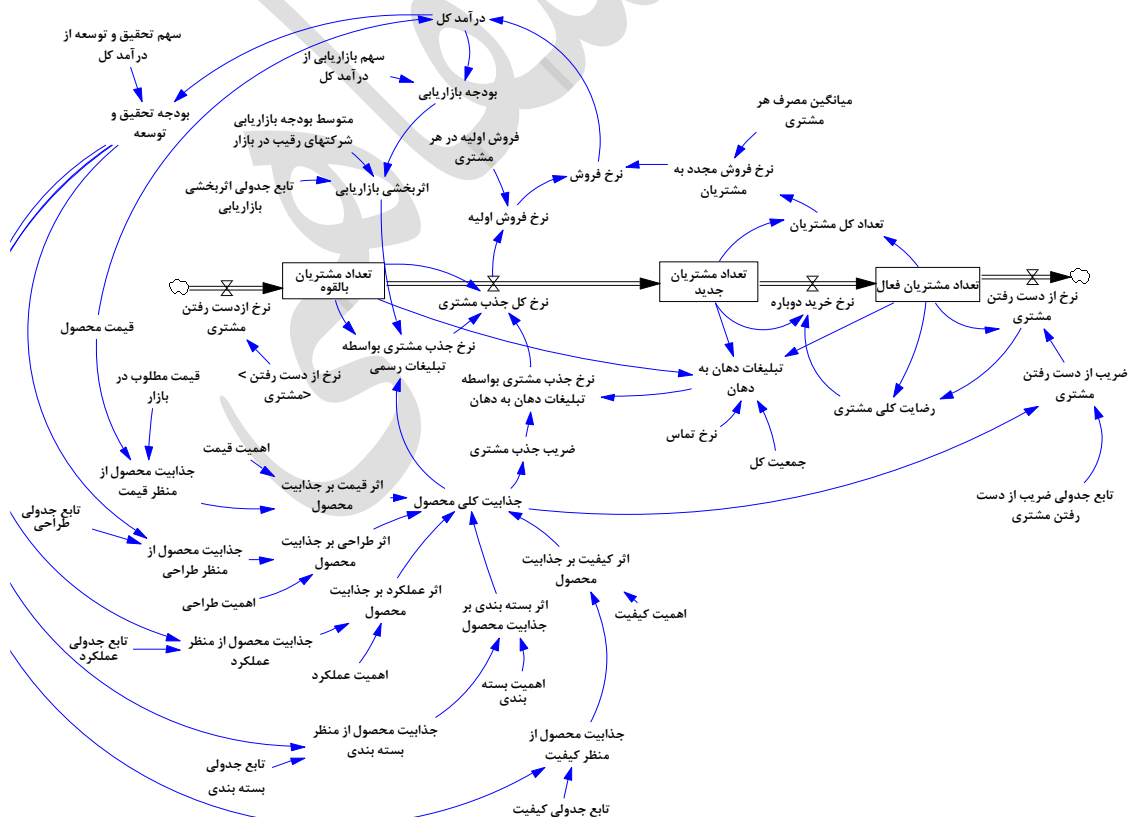 درآمد کل
سهم تحقیق و توسعه از
درآمد کل
سهم بازاریابی از
درآمد کل
بودجه بازاریابی
بودجه تحقیق و
توسعه
میانگین مصرف هر
مشتری
متوسط بودجه بازاریابی
شرکتهای رقیب در بازار
فروش اولیه در هر
مشتری
نرخ فروش
نرخ فروش مجدد به
مشتریان
تابع جدولی اثربخشی
بازاریابی
اثربخشی بازاریابی
نرخ فروش اولیه
تعداد کل مشتریان
تعداد مشتریان
بالقوه
تعداد مشتریان
جدید
تعداد مشتریان فعال
نرخ ازدست رفتن
مشتری
نرخ کل جذب مشتری
نرخ خرید دوباره
نرخ از دست رفتن
مشتری
قیمت محصول
نرخ جذب مشتری بواسطه
تبلیغات رسمی
نرخ از دست رفتن >
<مشتری
نرخ جذب مشتری بواسطه
تبلیغات دهان به دهان
تبلیغات دهان به
دهان
ضریب از دست رفتن
مشتری
قیمت مطلوب در
بازار
رضایت کلی مشتری
نرخ تماس
جمعیت کل
ضریب جذب مشتری
اهمیت قیمت
جذابیت محصول از
منظر قیمت
اثر قیمت بر جذابیت
محصول
جذابیت کلی محصول
تابع جدولی ضریب از دست
رفتن مشتری
تابع جدولی
طراحی
جذابیت محصول از
منظر طراحی
اثر طراحی بر جذابیت
محصول
اثر کیفیت بر جذابیت
محصول
اهمیت طراحی
اثر عملکرد بر جذابیت
محصول
اثر بسته بندی بر
جذابیت محصول
اهمیت کیفیت
تابع جدولی
عملکرد
جذابیت محصول از منظر
عملکرد
اهمیت عملکرد
اهمیت بسته
بندی
جذابیت محصول از منظر
بسته بندی
جذابیت محصول از
منظر کیفیت
تابع جدولی
بسته بندی
تابع جدولی کیفیت